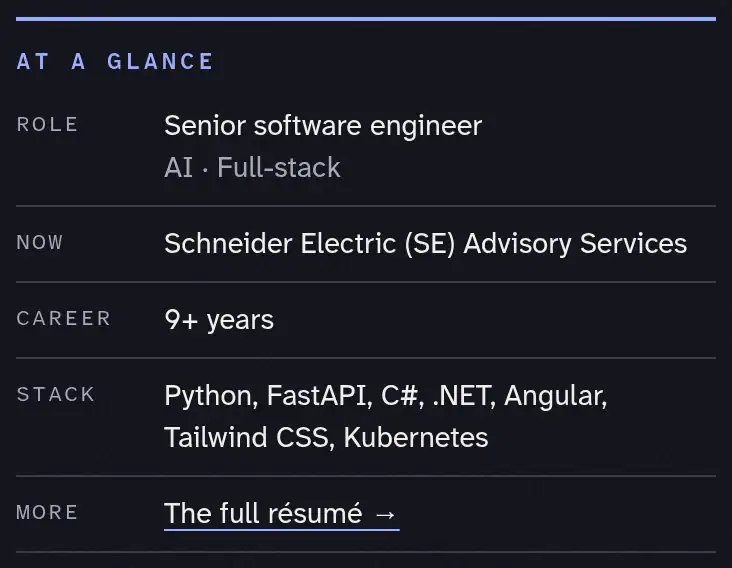 AT A GLANCE
ROLE
Senior software engineer
AI · Full-stack
NOW
Schneider Electric (SE) Advisory Services
CAREER
9+ years
STACK
Python, FastAPI, C#, .NET, Angular,
Tailwind CSS, Kubernetes
MORE
The full résumé →